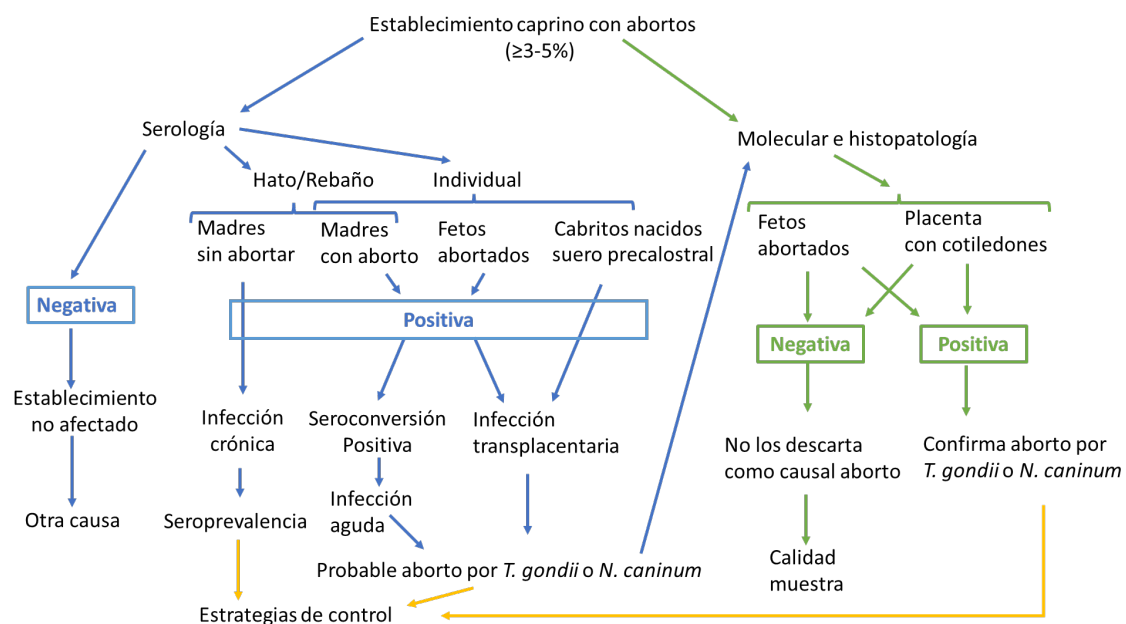 Establecimiento caprino con abortos
(≥3-5%)
Serología
Molecular e histopatología
Hato/Rebaño
Individual
Madres
sin abortar
Madres
con aborto
Fetos
abortados
Cabritos nacidos
suero precalostral
Fetos
abortados
Placenta
con cotiledones
Negativa
Positiva
Negativa
Positiva
Establecimiento
no afectado
Infección
crónica
Seroconversión
Positiva
Infección
transplacentaria
No los descarta
como causal aborto
Confirma aborto por
T. gondii o N. caninum
Otra causa
Seroprevalencia
Infección
aguda
Probable aborto por T. gondii o N. caninum
Calidad
muestra
Estrategias de control